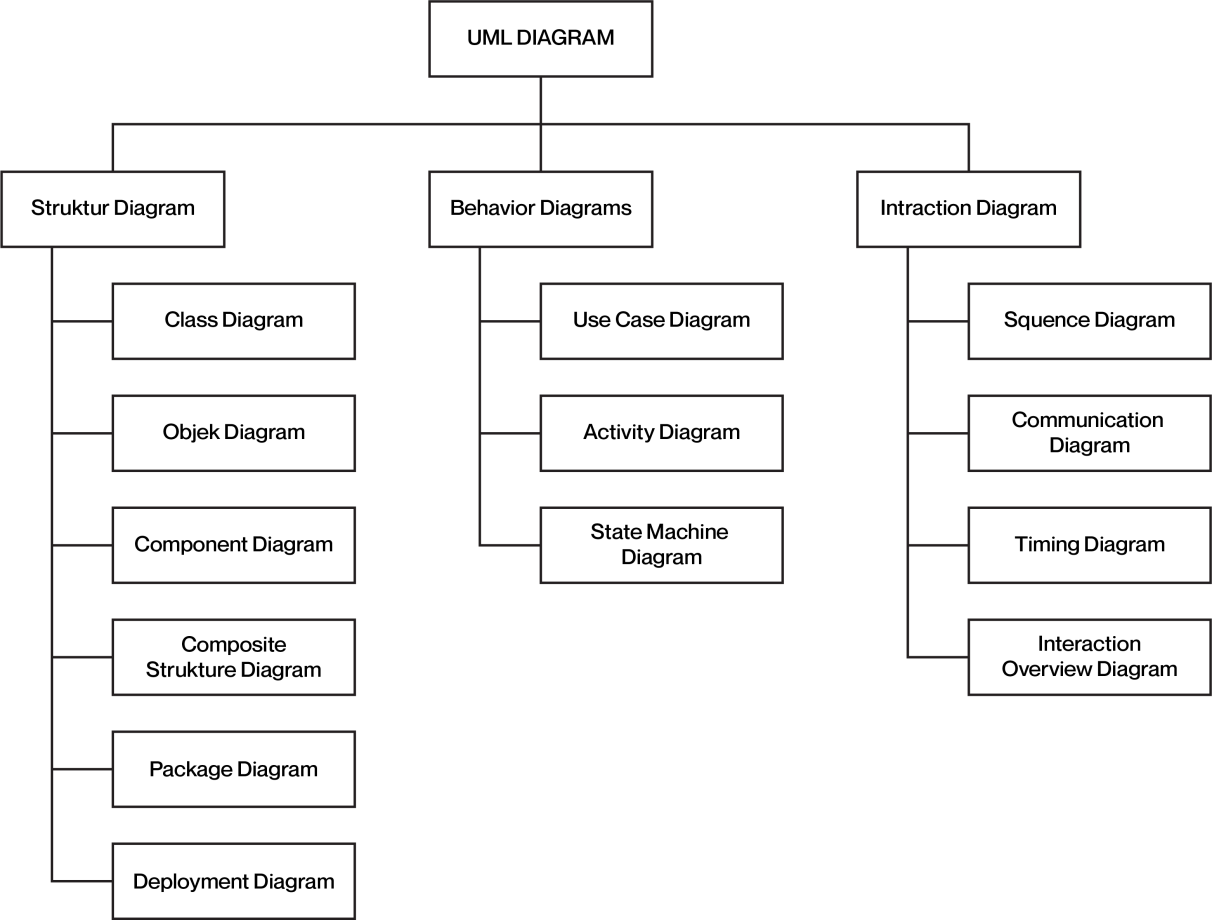 UML DIAGRAM
Struktur Diagram
Behavior Diagrams
Intraction Diagram
Class Diagram
Use Case Diagram
Squence Diagram
Objek Diagram
Activity Diagram
Communication
Diagram
Component Diagram
State Machine
Diagram
Timing Diagram
Composite
Strukture Diagram
Interaction
Overview Diagram
Package Diagram
Deployment Diagram